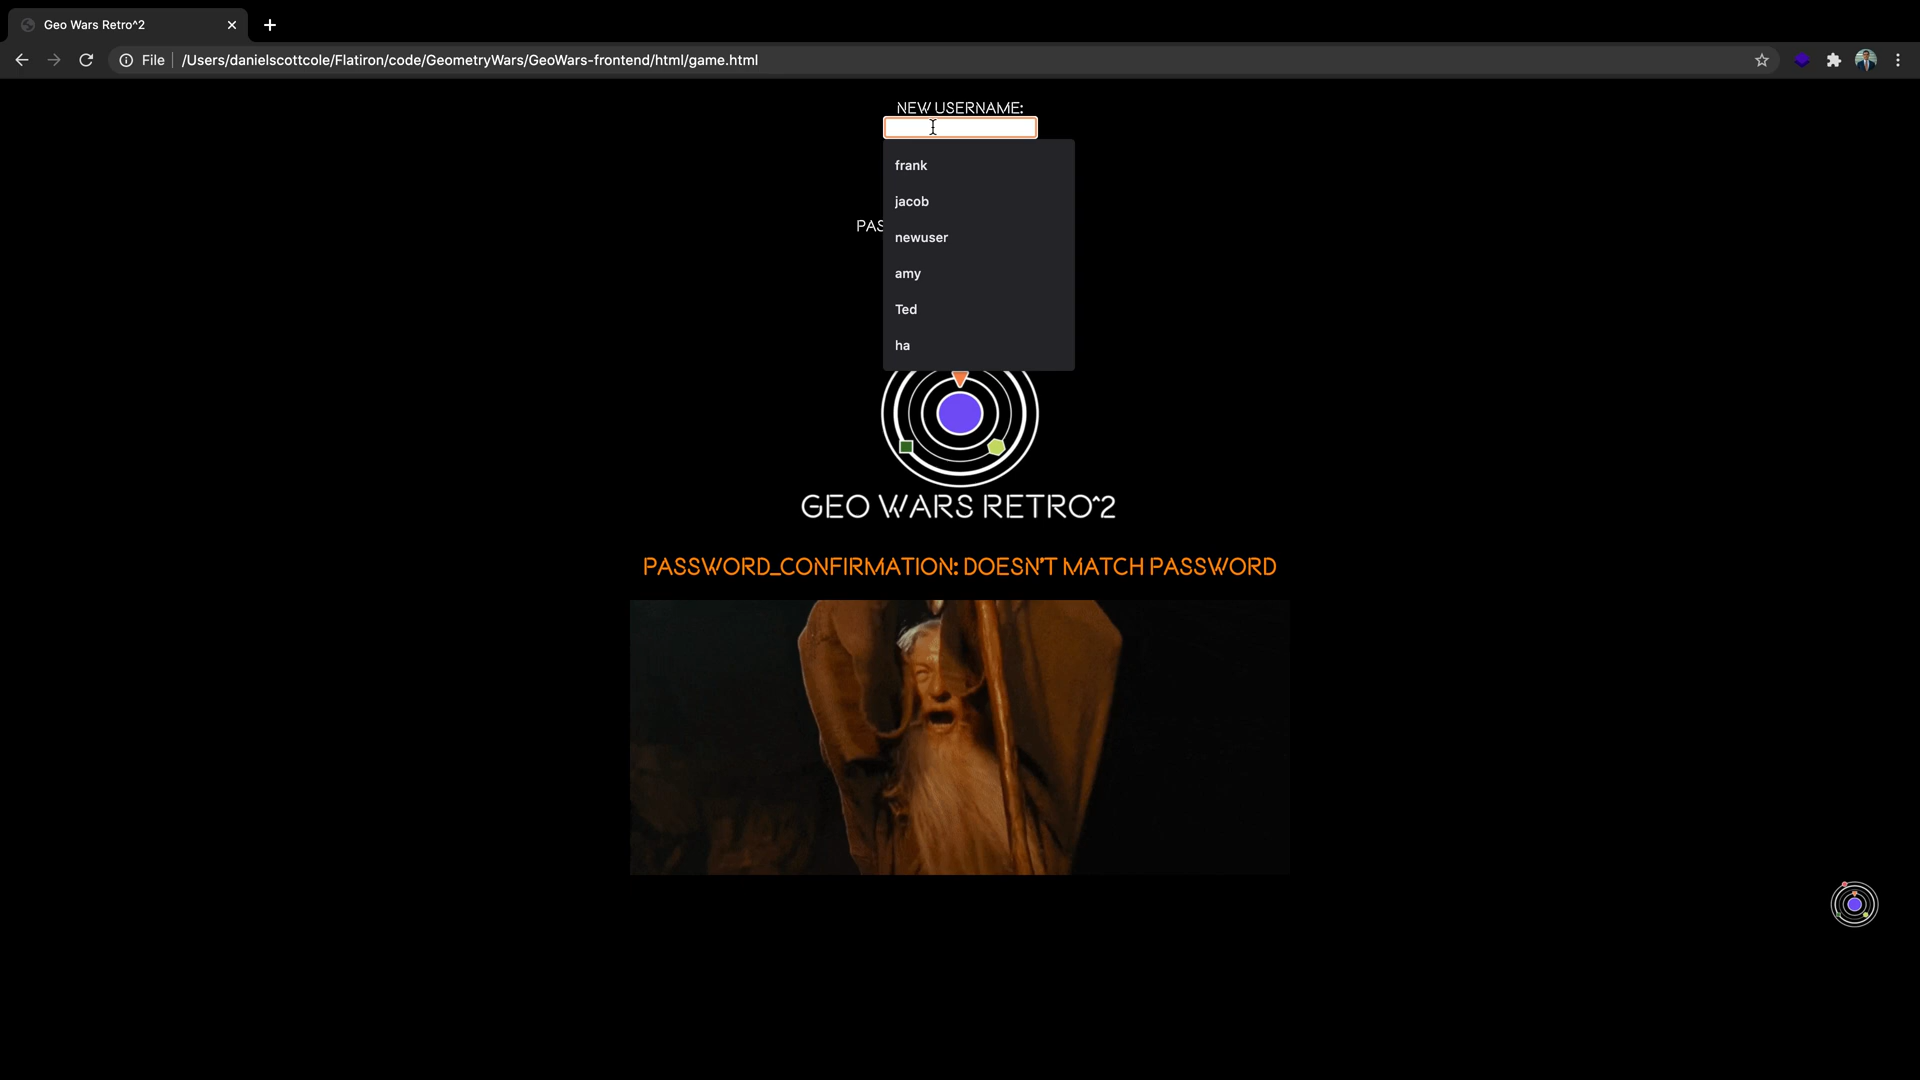 Geo Wars Retro^2
File
/Users/danielscottcole/Flatiron/code/GeometryWars/GeoWars-frontend/html/game.html
NEW USERNAME:
frank
jacob
newuser
PAS
amy
Ted
ha
GEO WARS RETRO^2
PASSWORD_CONFIRMATION: DOESN'T MATCH PASSWORD